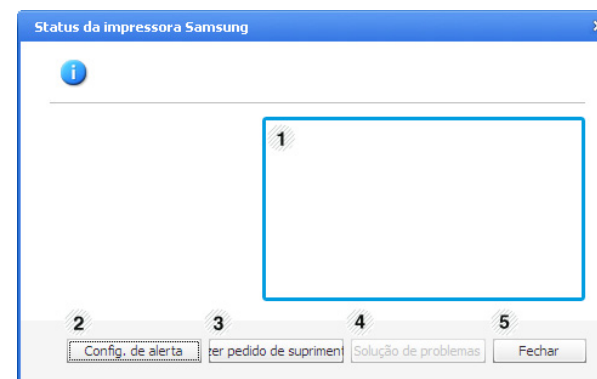 Status da impressora Samsung
1
2 3 4 5
Config. de alerta zer pedido de supriment Solução de problemas Fechar